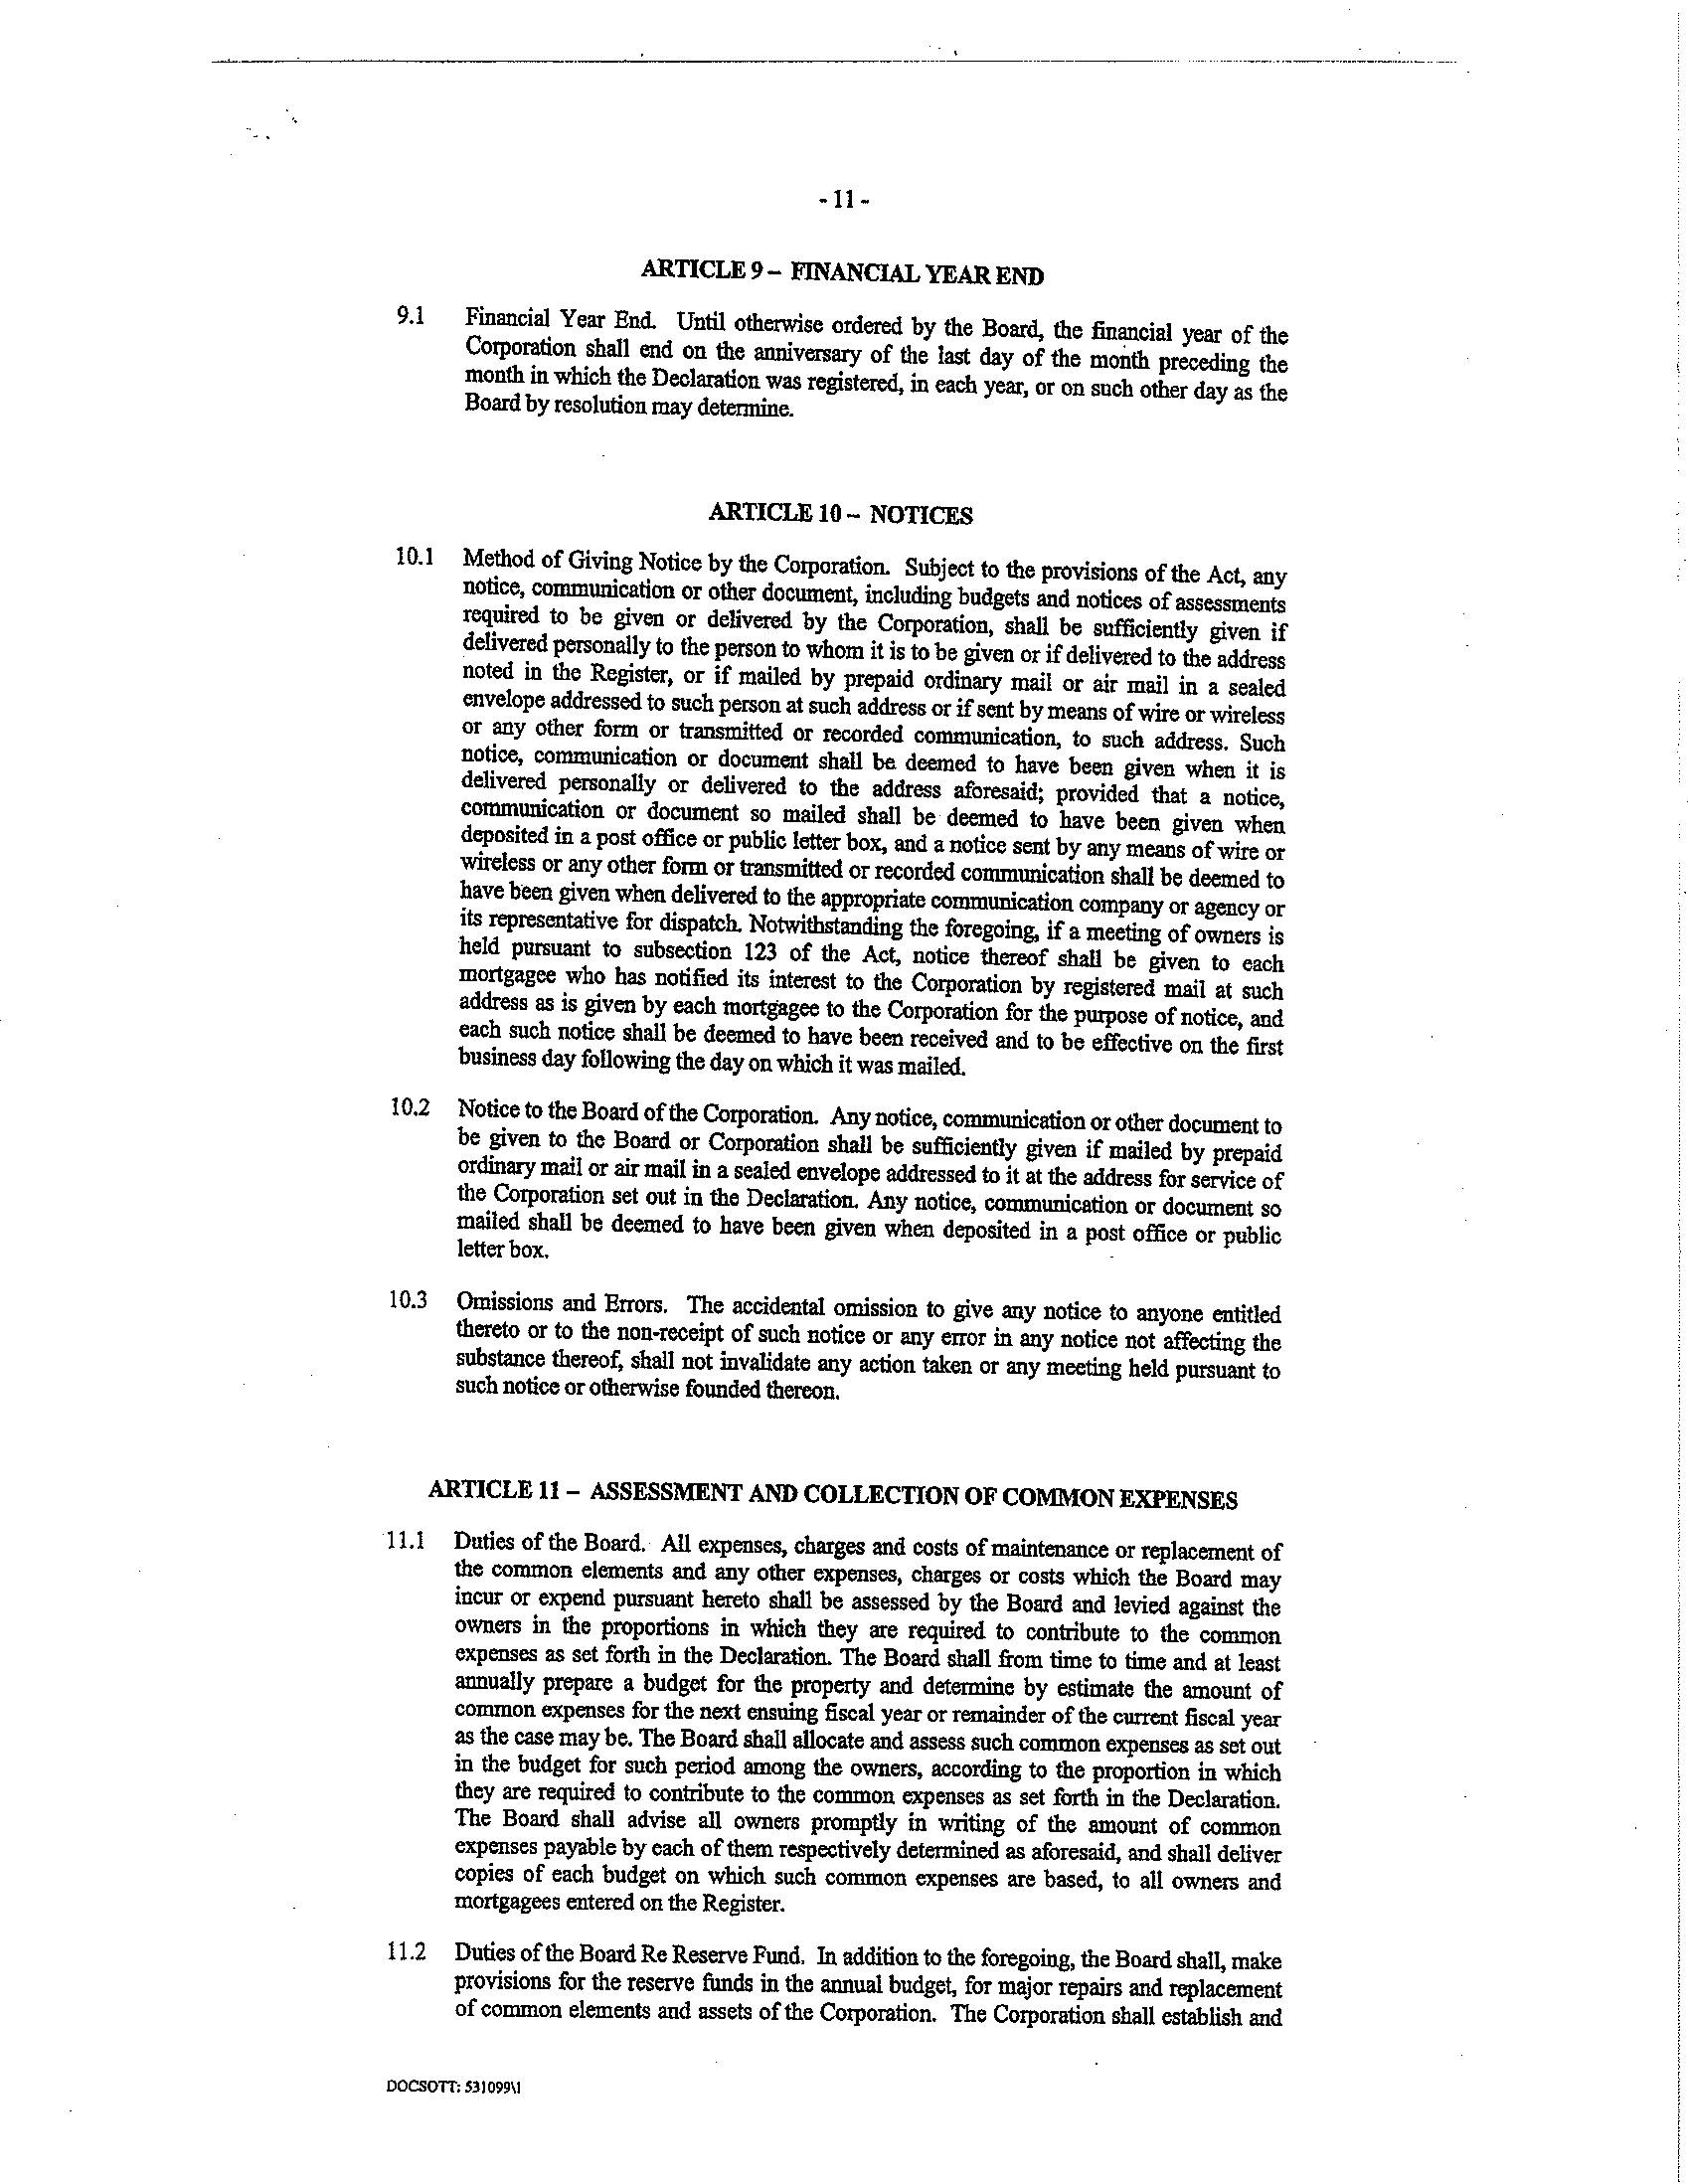 - 11 -
ARTICLE 9 – FINANCIAL YEAR END
9.1 Financial Year End. Until otherwise ordered by the Board, the financial year of the
Corporation shall end on the anniversary of the last day of the month preceding the
month in which the Declaration was registered, in each year, or on such other day as the
Board by resolution may determine.
ARTICLE 10 – NOTICES
10.1 Method of Giving Notice by the Corporation. Subject to the provisions of the Act, any
notice, communication or other document, including budgets and notices of assessments
required to be given or delivered by the Corporation, shall be sufficiently given if
delivered personally to the person to whom it is to be given or if delivered to the address
noted in the Register, or if mailed by prepaid ordinary mail or air mail in a sealed
envelope addressed to such person at such address or if sent by means of wire or wireless
or any other form or transmitted or recorded communication, to such address. Such
notice, communication or document shall be deemed to have been given when it is
delivered personally or delivered to the address aforesaid; provided that a notice,
communication or document so mailed shall be deemed to have been given when
deposited in a post office or public letter box, and a notice sent by any means of wire or
wireless or any other form or transmitted or recorded communication shall be deemed to
have been given when delivered to the appropriate communication company or agency or
its representative for dispatch. Notwithstanding the foregoing, if a meeting of owners is
held pursuant to subsection 123 of the Act, notice thereof shall be given to each
mortgagee who has notified its interest to the Corporation by registered mail at such
address as is given by each mortgagee to the Corporation for the purpose of notice, and
each such notice shall be deemed to have been received and to be effective on the first
business day following the day on which it was mailed.
10.2 Notice to the Board of the Corporation. Any notice, communication or other document to
be given to the Board or Corporation shall be sufficiently given if mailed by prepaid
ordinary mail or air mail in a sealed envelope addressed to it at the address for service of
the Corporation set out in the Declaration. Any notice, communication or document so
mailed shall be deemed to have been given when deposited in a post office or public
letter box.
10.3 Omissions and Errors. The accidental omission to give any notice to anyone entitled
thereto or to the non-receipt of such notice or any error in any notice not affecting the
substance thereof, shall not invalidate any action taken or any meeting held pursuant to
such notice or otherwise founded thereon.
ARTICLE 11 – ASSESSMENT AND COLLECTION OF COMMON EXPENSES
11.1 Duties of the Board. All expenses, charges and costs of maintenance or replacement of
the common elements and any other expenses, charges or costs which the Board may
incur or expend pursuant hereto shall be assessed by the Board and levied against the
owners in the proportions in which they are required to contribute to the common
expenses as set forth in the Declaration. The Board shall from time to time and at least
annually prepare a budget for the property and determine by estimate the amount of
common expenses for the next ensuing fiscal year or remainder of the current fiscal year
as the case may be. The Board shall allocate and assess such common expenses as set out
in the budget for such period among the owners, according to the proportion in which
they are required to contribute to the common expenses as set forth in the Declaration.
The Board shall advise all owners promptly in writing of the amount of common
expenses payable by each of them respectively determined as aforesaid, and shall deliver
copies of each budget on which such common expenses are based, to all owners and
mortgagees entered on the Register.
11.2 Duties of the Board Re Reserve Fund. In addition to the foregoing, the Board shall, make
provisions for the reserve funds in the annual budget, for major repairs and replacement
of common elements and assets of the Corporation. The Corporation shall establish and
DOCSOTT: 531099\1